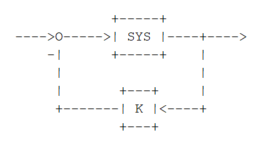 +-----+
---->O------>| SYS |----+---->
    -|          +-----+    |
     |                     |
     |           +---+     |
     +--------| K |<----+
                 +---+